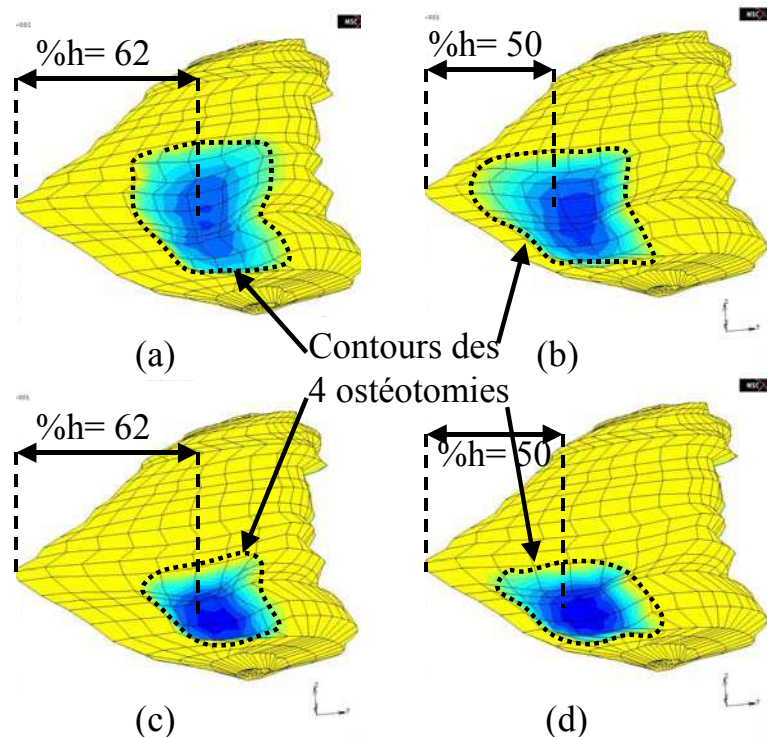 %h= 62
%h= 50
(a)
(b)
Contours des
4 ostéotomies
%h= 62
%h= 50
(c)
(d)